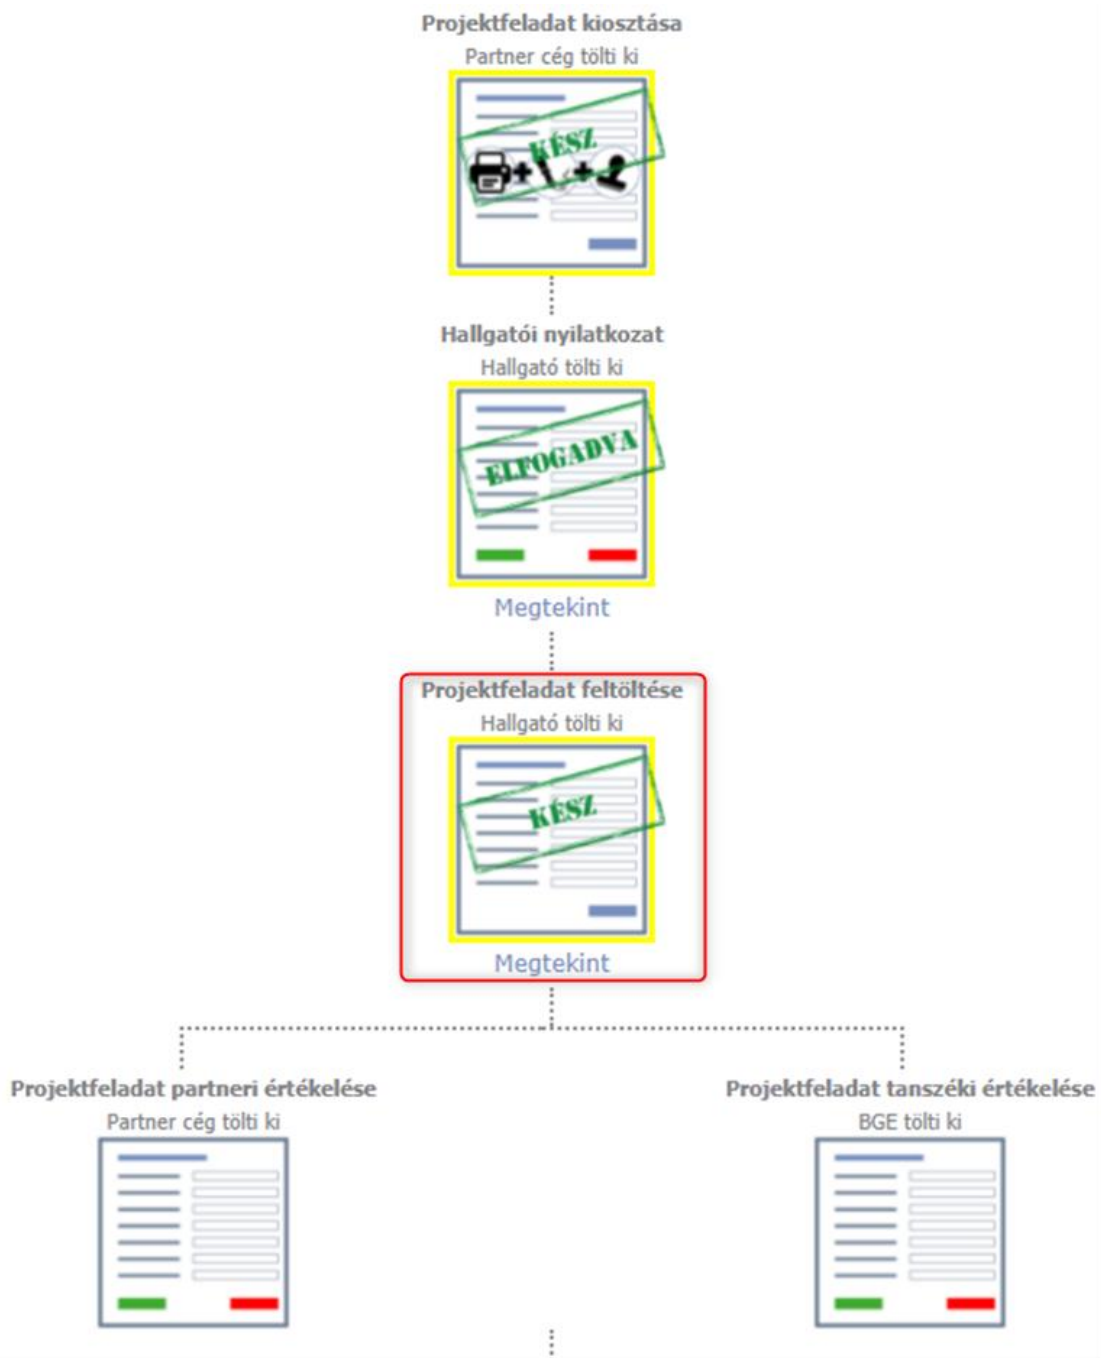 Projektfeladat kiosztása
Partner cég tölti ki
KÉSZ
Hallgatói nyilatkozat
Hallgató tölti ki
ELFOGADVA
Megtekint
Projektfeladat feltöltése
Hallgató tölti ki
KÉSZ
Megtekint
Projektfeladat partneri értékelése
Partner cég tölti ki
Projektfeladat tanszéki értékelése
BGE tölti ki